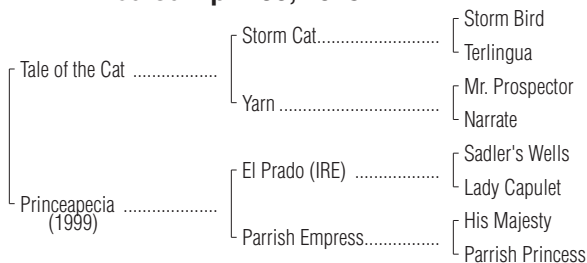 Storm Bird
Storm Cat
Terlingua
Tale of the Cat
Mr. Prospector
Yarn
Narrate
Sadler's Wells
El Prado (IRE)
Lady Capulet
Princeapecia
(1999)
His Majesty
Parrish Empress
Parrish Princess